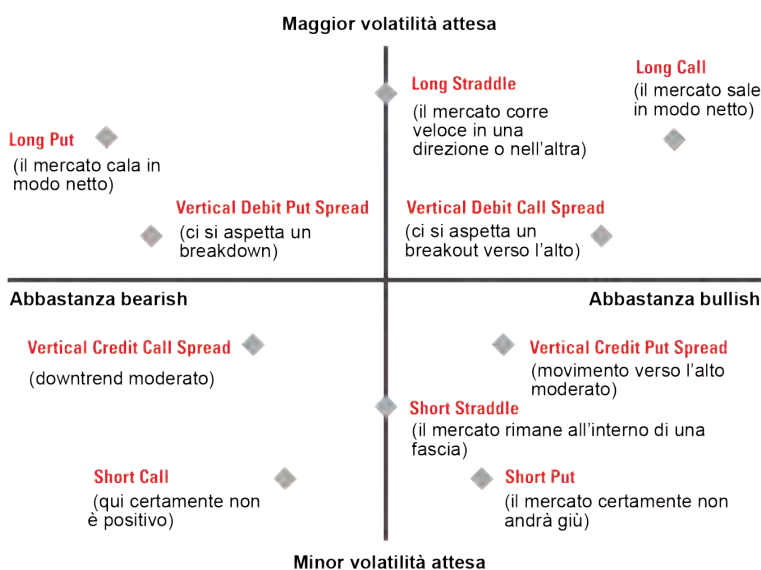 Maggior volatilità attesa
Long Call
(il mercato sale
in modo netto)
Long Straddle
(il mercato corre
veloce in una
direzione o nell'altra)
Long Put
(il mercato cala in
modo netto)
Vertical Debit Put Spread
(ci si aspetta un
breakdown)
Vertical Debit Call Spread
(ci si aspetta un
breakout verso l'alto)
Abbastanza bearish
Abbastanza bullish
Vertical Credit Call Spread
(downtrend moderato)
Vertical Credit Put Spread
(movimento verso l'alto
moderato)
Short Straddle
(il mercato rimane all'interno di una
fascia)
Short Call
(qui certamente non
è positivo)
Short Put
(il mercato certamente non
andrà giù)
Minor volatilità attesa